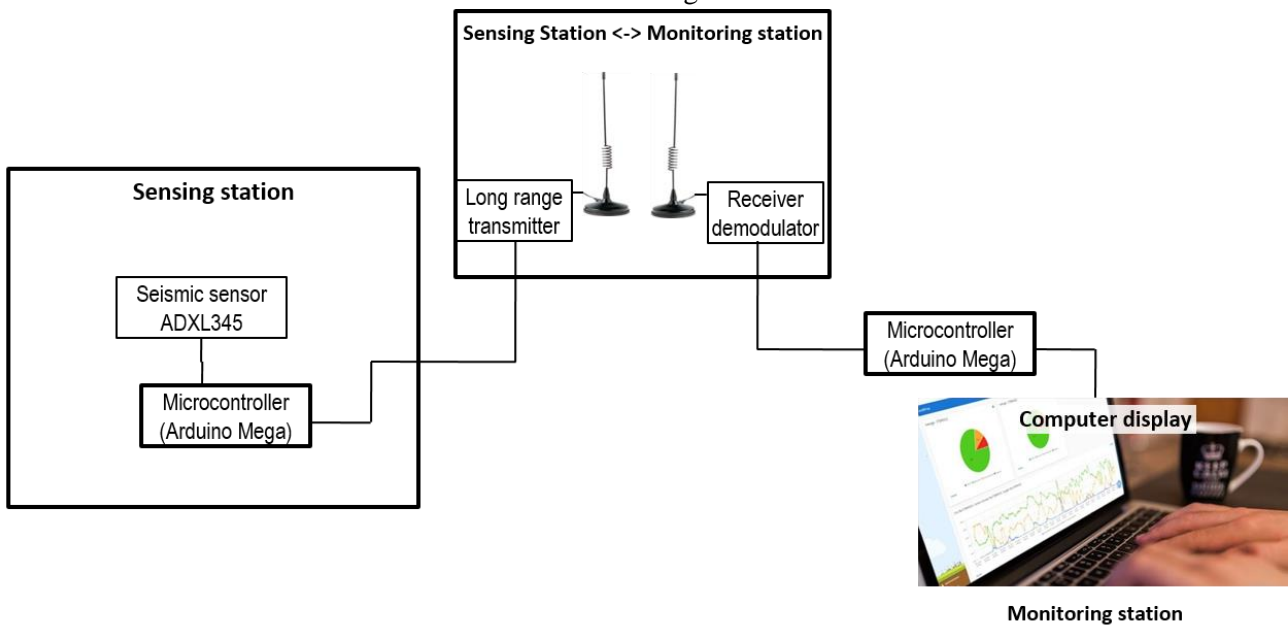 Sensing Station <-> Monitoring station
Sensing station
Long range
transmitter
Receiver
demodulator
Seismic sensor
ADXL345
Microcontroller
(Arduino Mega)
Microcontroller
(Arduino Mega)
Computer display
KEEP
Monitoring station